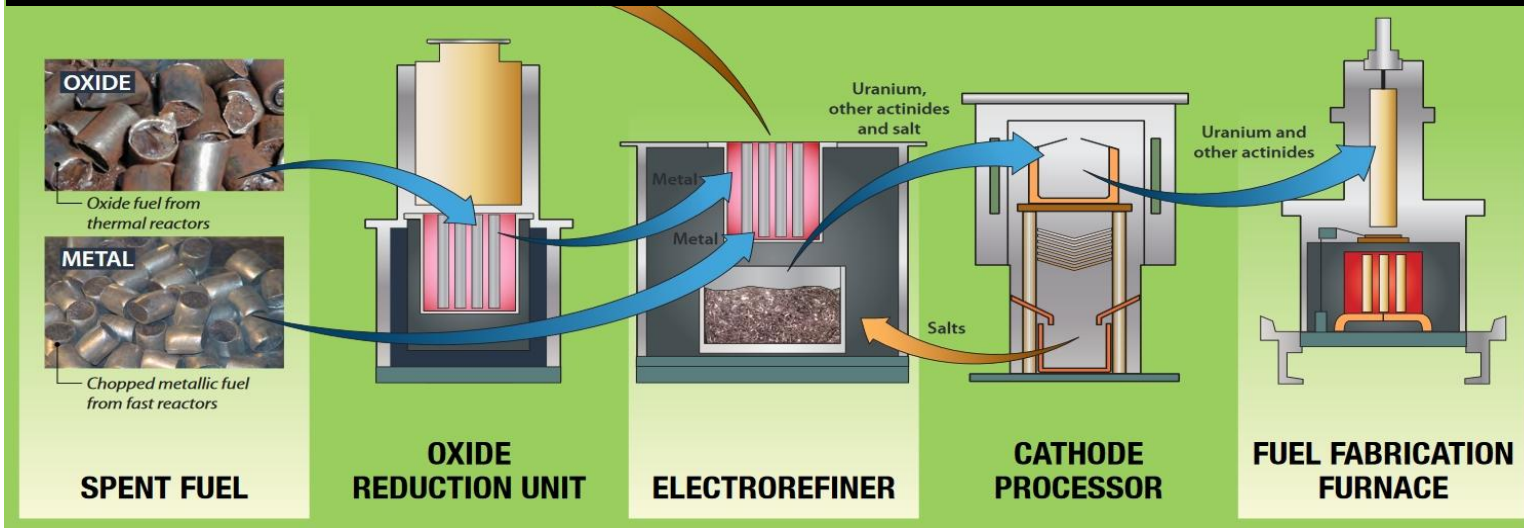 OXIDE
Oxide fuel from
thermal reactors
METAL
Chopped metallic fuel
from fast reactors
SPENT FUEL
OXIDE
REDUCTION UNIT
Metal
Metal
ELECTROREFINER
Uranium,
other actinides
and salt
Salts
CATHODE
PROCESSOR
Uranium and
other actinides
FUEL FABRICATION
FURNACE